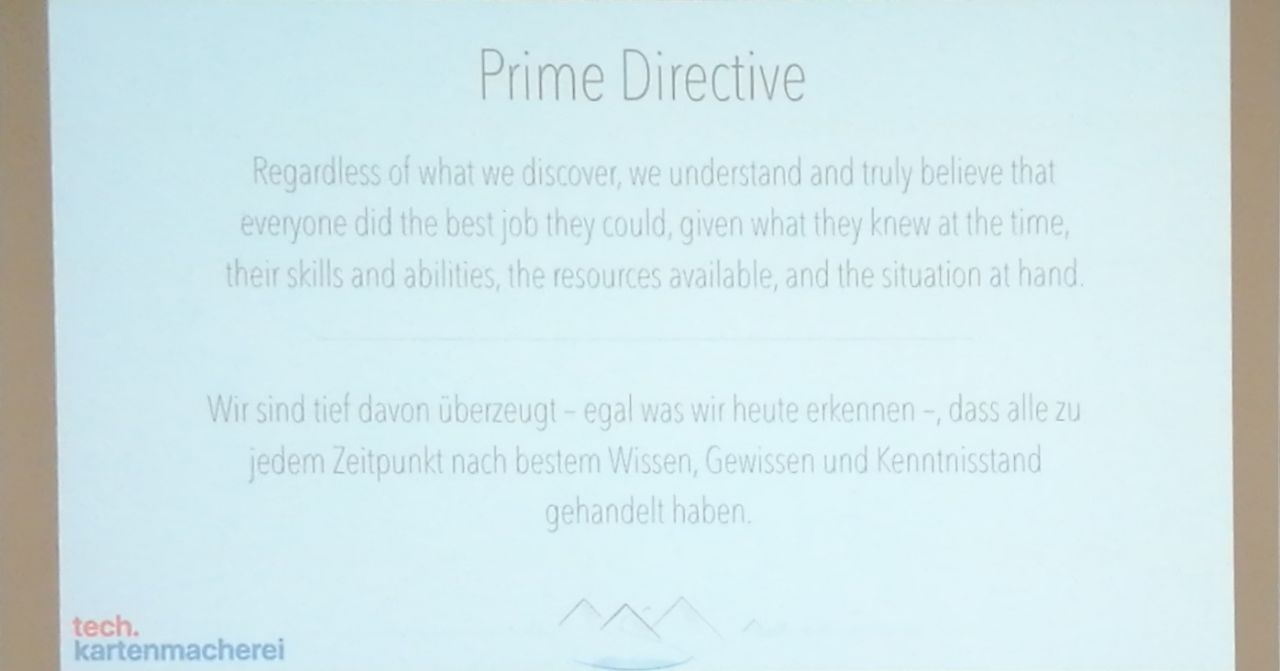 Prime Directive
Regardless of what we discover, we understand and truly believe that
everyone did the best job they could, given what they knew at the time,
their skills and abilities, the resources available, and the situation at hand.
Wir sind tief davon überzeugt – egal was wir heute erkennen –, dass alle zu
jedem Zeitpunkt nach bestem Wissen, Gewissen und Kenntnisstand
gehandelt haben.
tech.
kartenmacherei